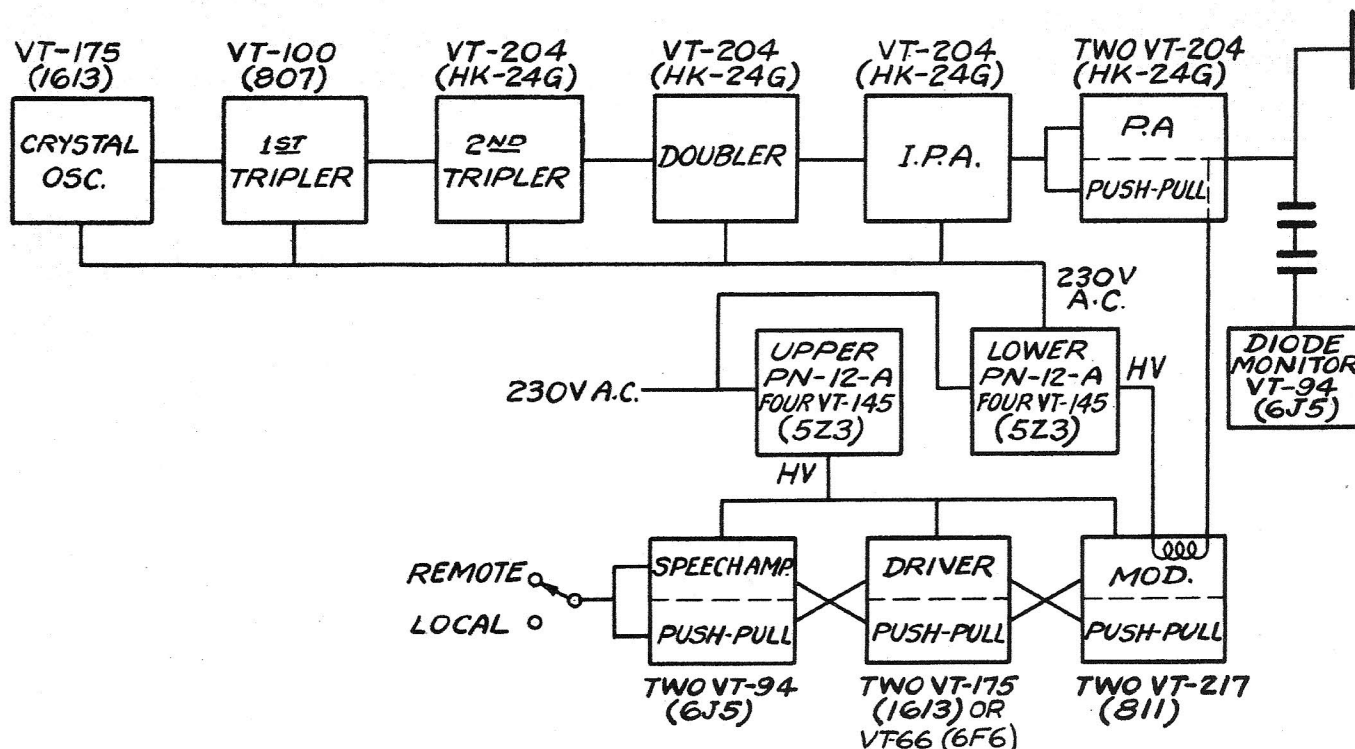 VT-175
(1613)
VT-100
(807)
VT-204
(HK-24G)
VT-204
(HK-24G)
VT-204
(HK-24G)
TWO VT-204
(HK-24G)
CRYSTAL
OSC.
1ST
TRIPLER
2ND
TRIPLER
DOUBLER
I.P.A.
P.A
PUSH-PULL
230V
A.C.
230V A.C.
UPPER
PN-12-A
FOUR VT-145
(5Z3)
HV
LOWER
PN-12-A
FOUR VT-145
(5Z3)
HV
DIODE
MONITOR
VT-94
(6J5)
REMOTE
LOCAL
SPEECH AMP.
PUSH-PULL
DRIVER
PUSH-PULL
MOD.
PUSH-PULL
TWO VT-94
(6J5)
TWO VT-175
(1613) OR
VT66 (6F6)
TWO VT-217
(811)